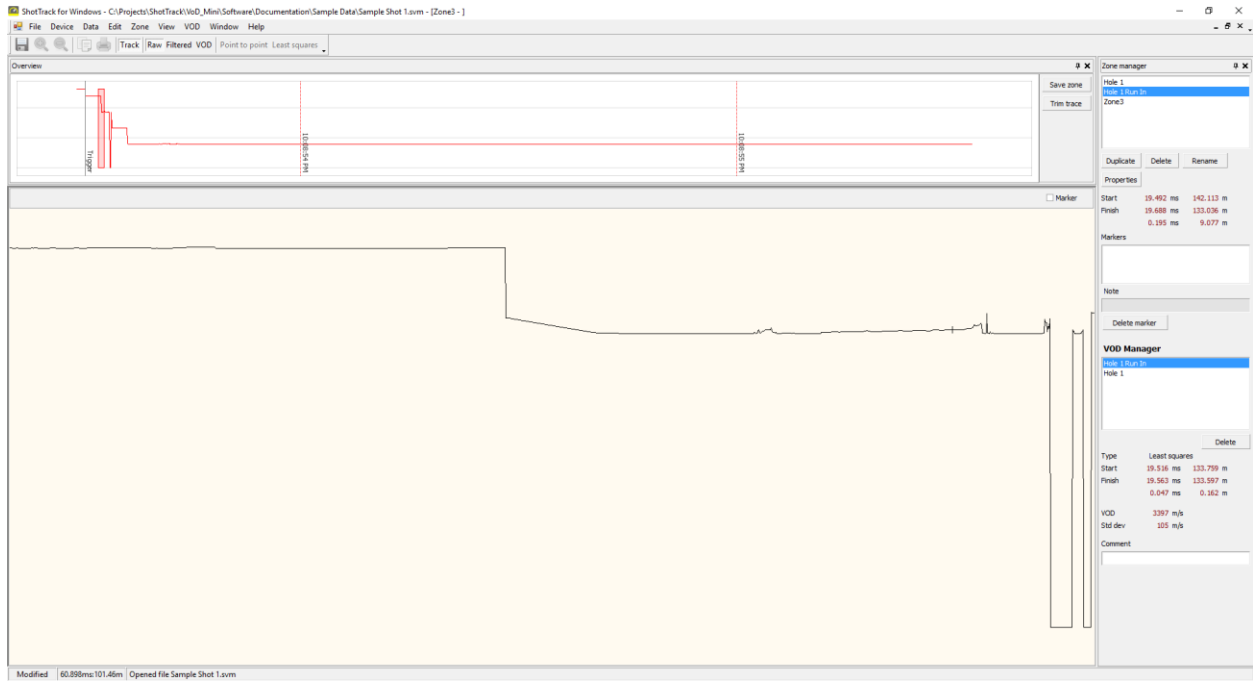 ShotTrack for Windows - C:\Projects\ShotTrack\VoD_Mini\Software\Documentation\Sample Data\Sample Shot 1.svm - [Zone3 - ]
File Device Data Edit Zone View VOD Window Help
Track Raw Filtered VOD Point to point Least squares
Overview
Trigger
10:08:54 PM
10:08:55 PM
Save zone
Trim trace
Marker
Zone manager
Hole 1
Hole 1 Run In
Zone3
Duplicate Delete Rename
Properties
Start 19.492 ms 142.113 m
Finish 19.688 ms 133.036 m
0.195 ms 9.077 m
Markers
Note
Delete marker
VOD Manager
Hole 1 Run In
Hole 1
Delete
Type Least squares
Start 19.516 ms 133.759 m
Finish 19.563 ms 133.597 m
0.047 ms 0.162 m
VOD 3397 m/s
Std dev 105 m/s
Comment
Modified 60.898ms:101.46m Opened file Sample Shot 1.svm